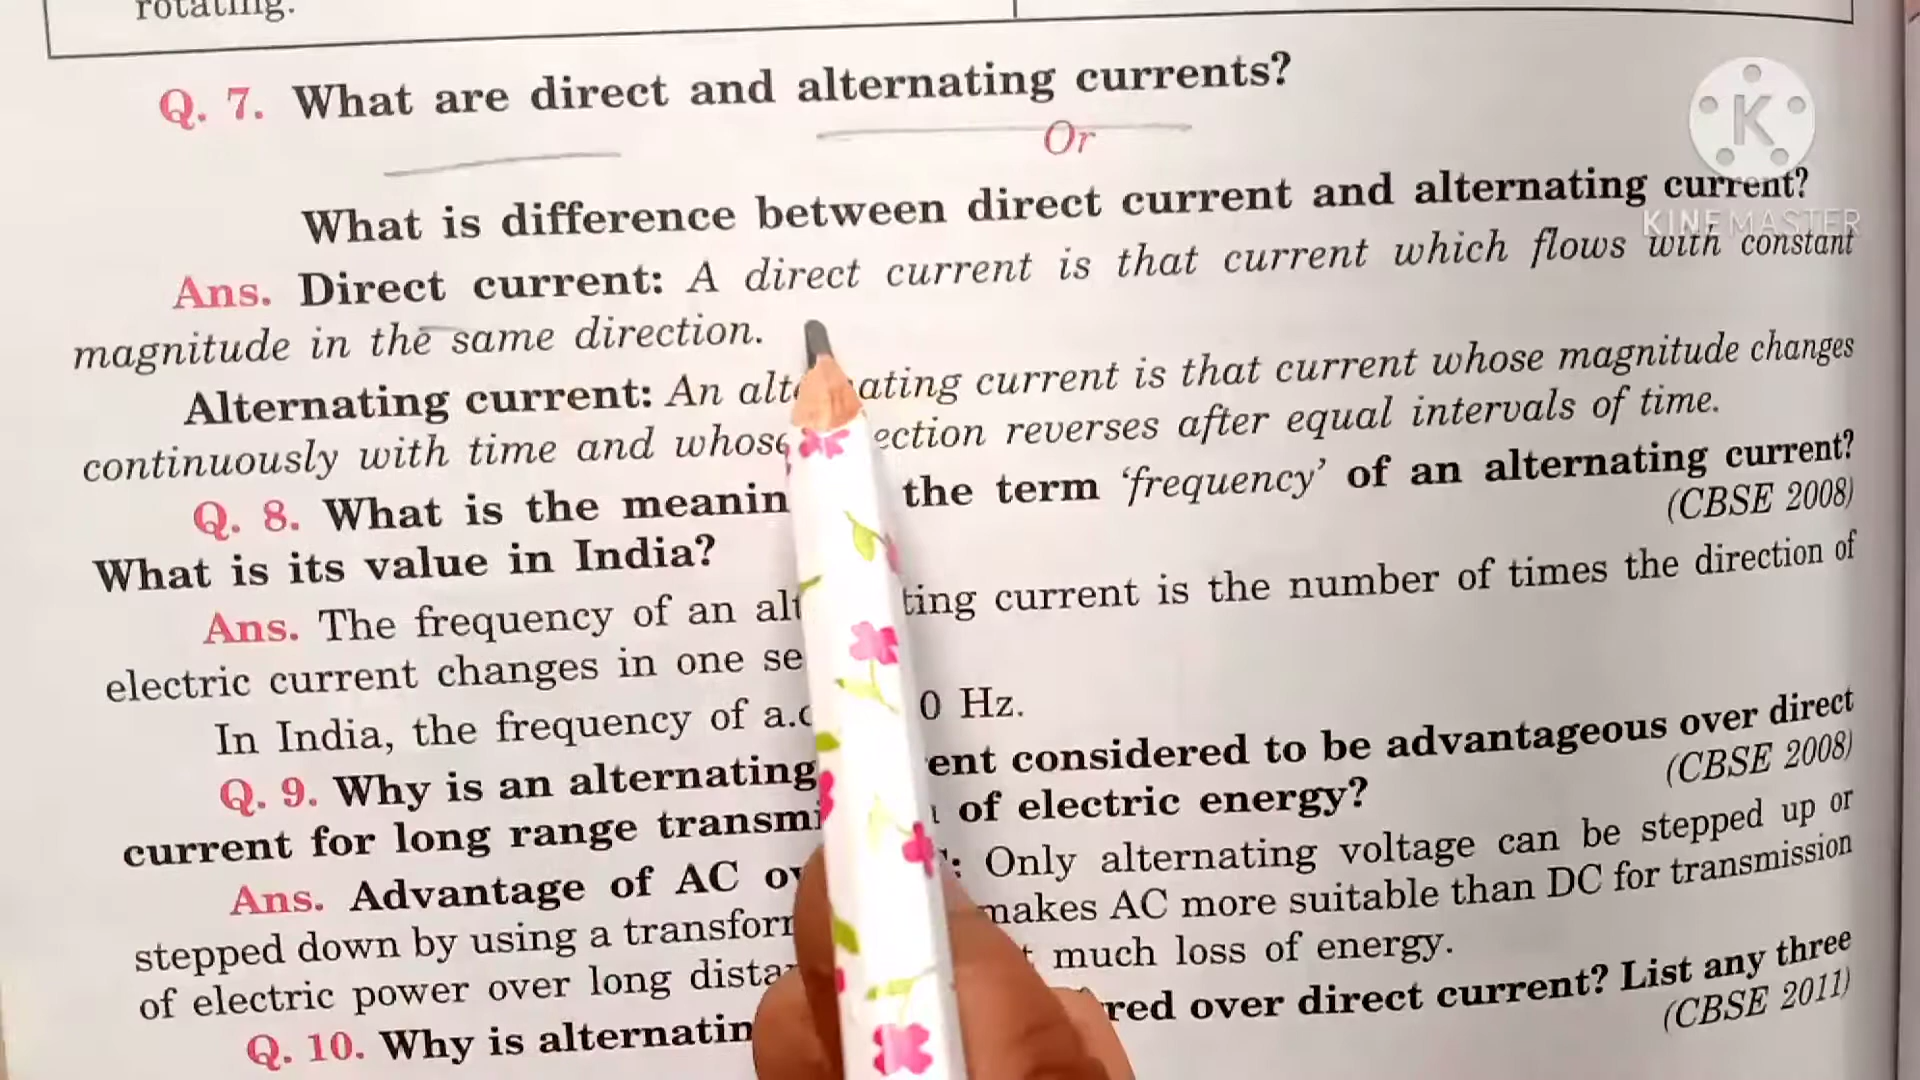 rotating.
Q. 7. What are direct and alternating currents?
Or
What is difference between direct current and alternating current?
KINEMASTER
Ans. Direct current: A direct current is that current which flows with constant
magnitude in the same direction.
Alternating current: An alt ating current is that current whose magnitude changes
continuously with time and whose ection reverses after equal intervals of time.
Q. 8. What is the meanin the term 'frequency' of an alternating current?
(CBSE 2008)
What is its value in India?
Ans. The frequency of an alt ting current is the number of times the direction of
electric current changes in one se
In India, the frequency of a.c 0 Hz.
Q. 9. Why is an alternating ent considered to be advantageous over direct
current for long range transmi of electric energy?
(CBSE 2008)
Ans. Advantage of AC ov : Only alternating voltage can be stepped up or
stepped down by using a transfor makes AC more suitable than DC for transmission
of electric power over long dista much loss of energy.
Q. 10. Why is alternatin red over direct current? List any three
(CBSE 2011)
K